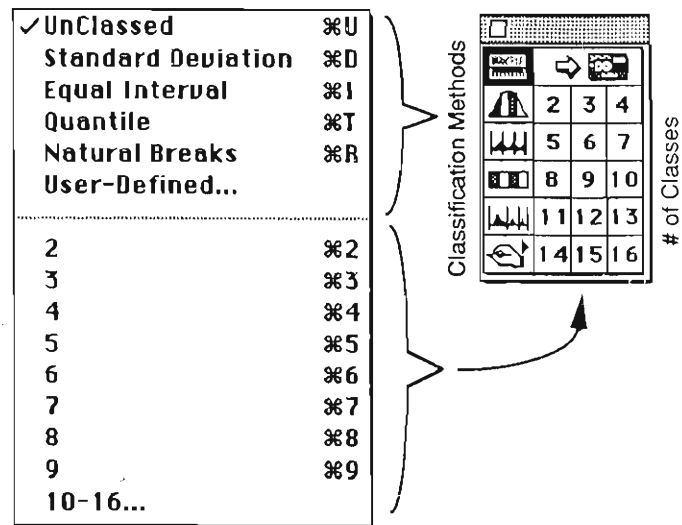 ✓UnClassed ⌘U
Standard Deviation ⌘D
Equal Interval ⌘I
Quantile ⌘T
Natural Breaks ⌘R
User-Defined...
2 ⌘2
3 ⌘3
4 ⌘4
5 ⌘5
6 ⌘6
7 ⌘7
8 ⌘8
9 ⌘9
10-16...
Classification Methods
2 3 4
5 6 7
8 9 10
11 12 13
14 15 16
# of Classes